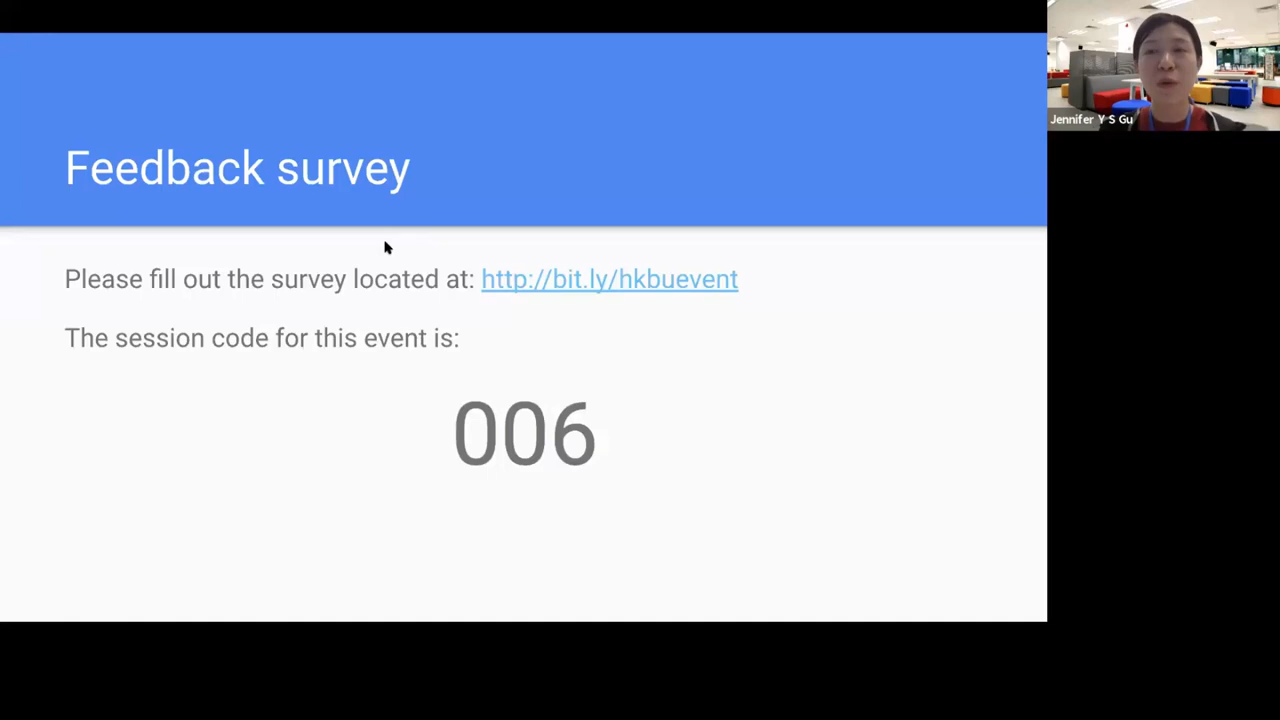 Jennifer Y S Gu
Feedback survey
Please fill out the survey located at: http://bit.ly/hkbuevent
The session code for this event is:
006